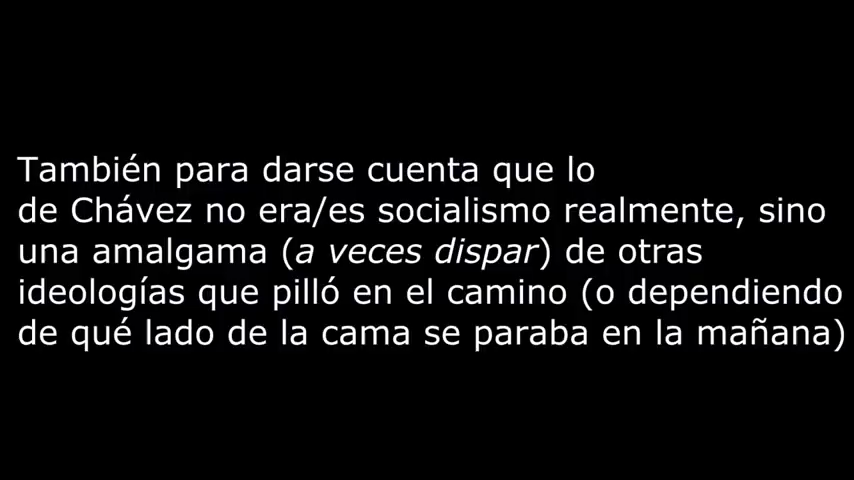 También para darse cuenta que lo
de Chávez no era/es socialismo realmente, sino
una amalgama (a veces dispar) de otras
ideologías que pilló en el camino (o dependiendo
de qué lado de la cama se paraba en la mañana)